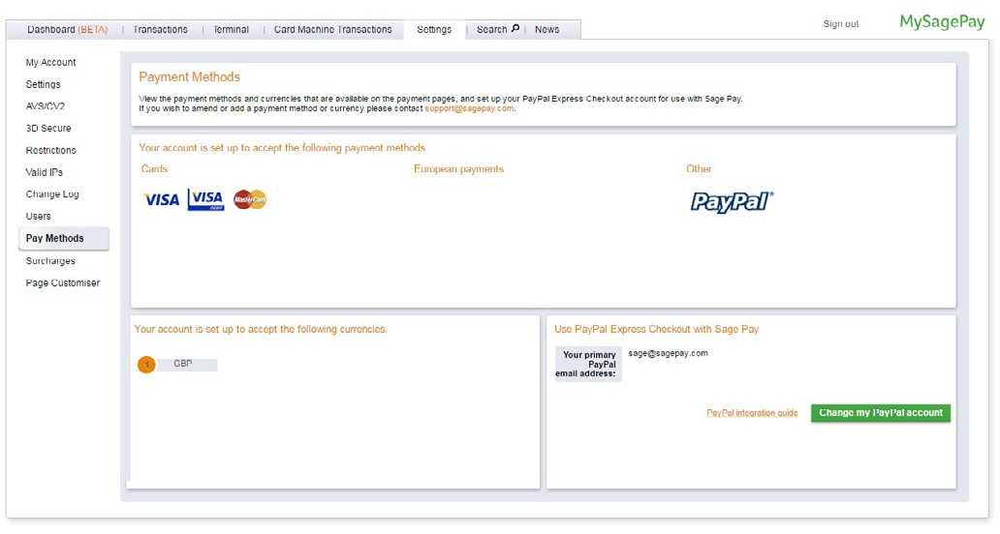 Dashboard (BETA) | Transactions | Terminal | Card Machine Transactions Settings Search | News
Sign out
MySagePay
My Account
Settings
AVS/CV2
3D Secure
Restrictions
Valid IPs
Change Log
Users
Pay Methods
Surcharges
Page Customiser
Payment Methods
View the payment methods and currencies that are available on the payment pages, and set up your PayPal Express Checkout account for use with Sage Pay.
If you wish to amend or add a payment method or currency please contact support@sagepay.com.
Your account is set up to accept the following payment methods.
Cards
European payments
Other
VISA
VISA
DEBIT
MasterCard
PayPal
Your account is set up to accept the following currencies.
1 GBP
Use PayPal Express Checkout with Sage Pay
Your primary
PayPal
email address:
sage@sagepay.com
PayPal integration guide
Change my PayPal account